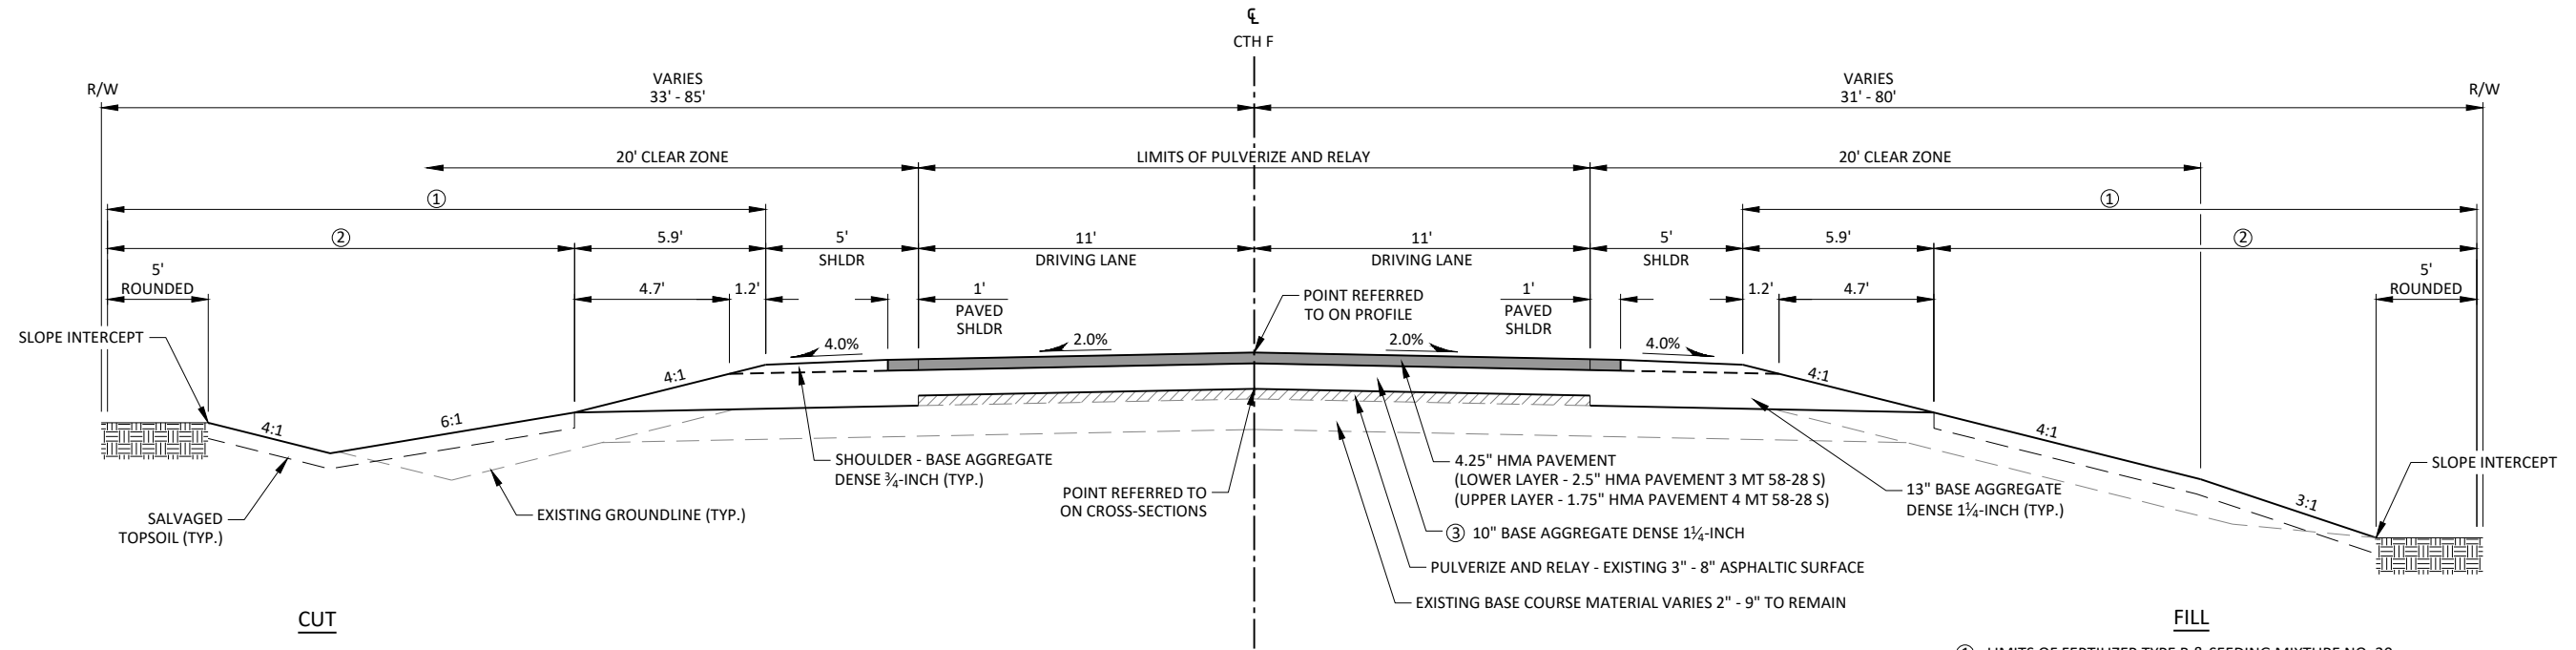 ℄
CTH F
R/W
VARIES
33' - 85'
VARIES
31' - 80'
R/W
20' CLEAR ZONE
LIMITS OF PULVERIZE AND RELAY
20' CLEAR ZONE
①
①
②
5.9'
5'
SHLDR
11'
DRIVING LANE
11'
DRIVING LANE
5'
SHLDR
5.9'
②
5'
ROUNDED
4.7'
1.2'
1'
PAVED
SHLDR
POINT REFERRED
TO ON PROFILE
1'
PAVED
SHLDR
1.2'
4.7'
5'
ROUNDED
SLOPE INTERCEPT
4.0%
2.0%
2.0%
4.0%
4:1
4:1
4:1
6:1
4:1
3:1
SHOULDER - BASE AGGREGATE
DENSE ¾-INCH (TYP.)
4.25" HMA PAVEMENT
(LOWER LAYER - 2.5" HMA PAVEMENT 3 MT 58-28 S)
(UPPER LAYER - 1.75" HMA PAVEMENT 4 MT 58-28 S)
SLOPE INTERCEPT
POINT REFERRED TO
ON CROSS-SECTIONS
13" BASE AGGREGATE
DENSE 1¼-INCH (TYP.)
SALVAGED
TOPSOIL (TYP.)
EXISTING GROUNDLINE (TYP.)
③ 10" BASE AGGREGATE DENSE 1¼-INCH
PULVERIZE AND RELAY - EXISTING 3" - 8" ASPHALTIC SURFACE
EXISTING BASE COURSE MATERIAL VARIES 2" - 9" TO REMAIN
CUT
FILL
① LIMITS OF FERTILIZER TYPE B & SEEDING MIXTURE NO. 20